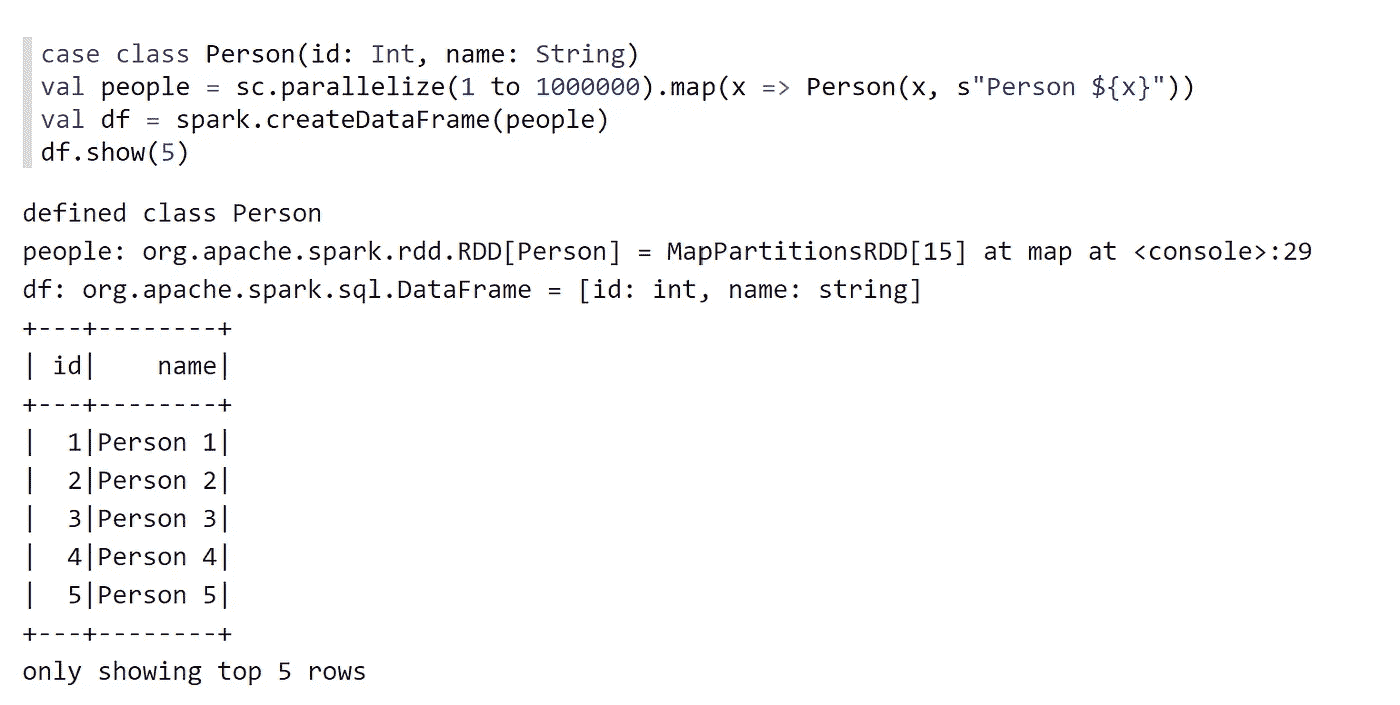 case class Person(id: Int, name: String)
val people = sc.parallelize(1 to 1000000).map(x => Person(x, s"Person ${x}"))
val df = spark.createDataFrame(people)
df.show(5)
defined class Person
people: org.apache.spark.rdd.RDD[Person] = MapPartitionsRDD[15] at map at <console>:29
df: org.apache.spark.sql.DataFrame = [id: int, name: string]
+---+--------+
| id|    name|
+---+--------+
|  1|Person 1|
|  2|Person 2|
|  3|Person 3|
|  4|Person 4|
|  5|Person 5|
+---+--------+
only showing top 5 rows